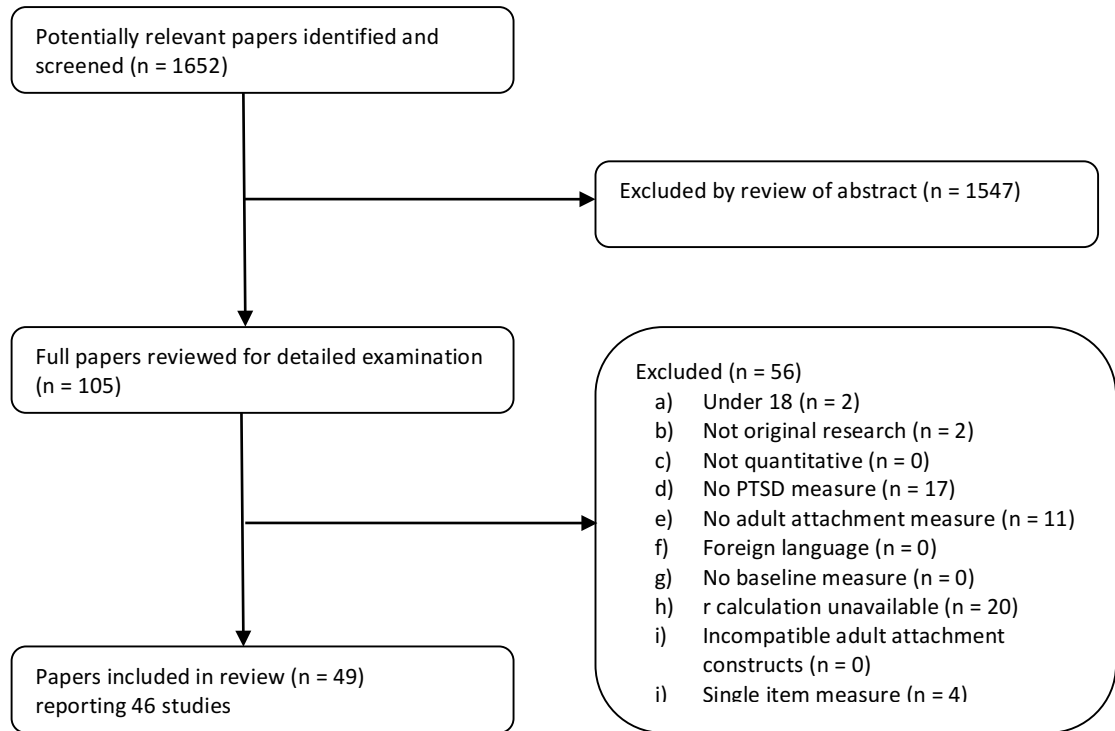 Potentially relevant papers identified and
screened (n = 1652)
Excluded by review of abstract (n = 1547)
Full papers reviewed for detailed examination
(n = 105)
Excluded (n = 56)
a) Under 18 (n = 2)
b) Not original research (n = 2)
c) Not quantitative (n = 0)
d) No PTSD measure (n = 17)
e) No adult attachment measure (n = 11)
f) Foreign language (n = 0)
g) No baseline measure (n = 0)
h) r calculation unavailable (n = 20)
i) Incompatible adult attachment
constructs (n = 0)
j) Single item measure (n = 4)
Papers included in review (n = 49)
reporting 46 studies